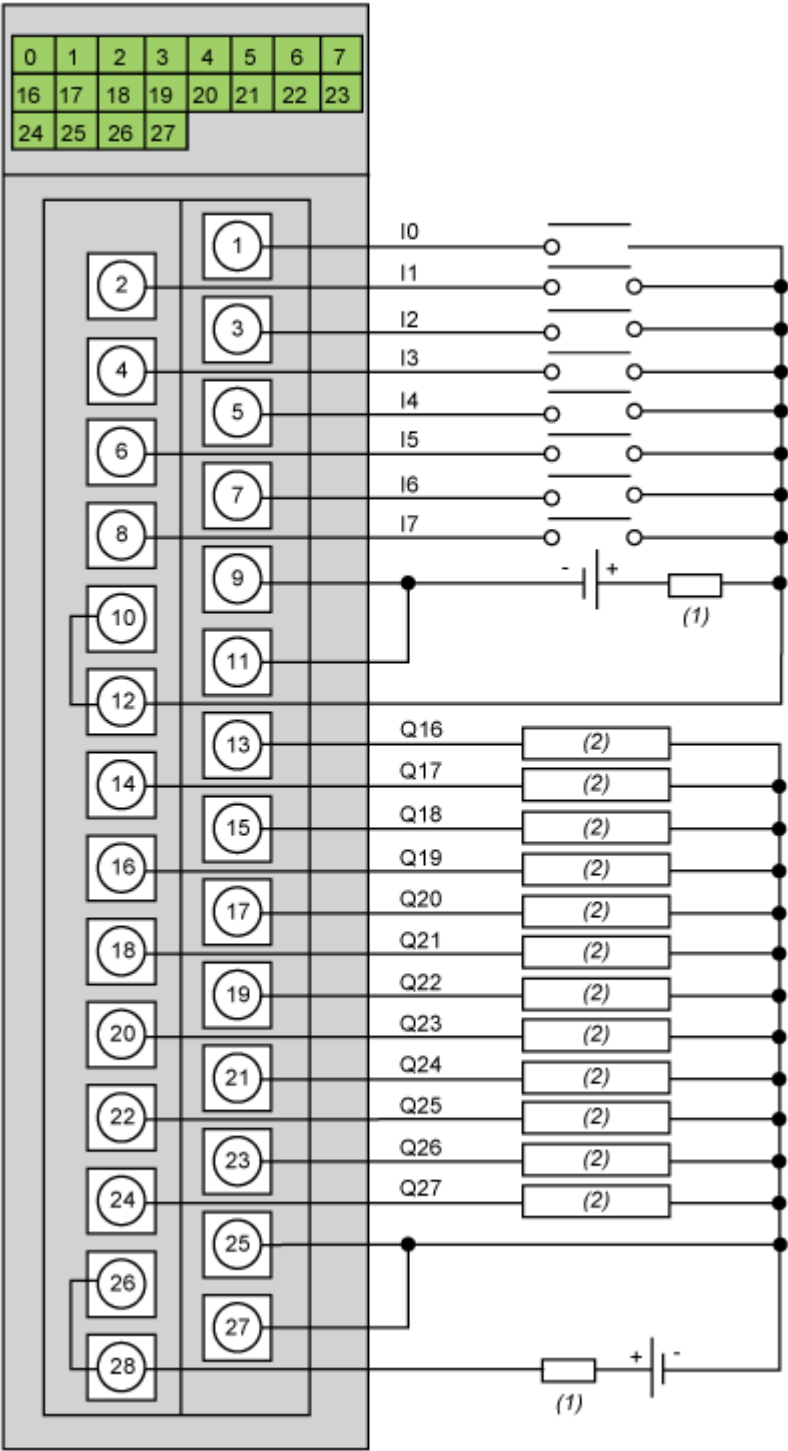 0 1 2 3 4 5 6 7
16 17 18 19 20 21 22 23
24 25 26 27
1 I0
2 I1
3 I2
4 I3
5 I4
6 I5
7 I6
8 I7
9 - +
(1)
10
11
12
13 Q16 (2)
14 Q17 (2)
15 Q18 (2)
16 Q19 (2)
17 Q20 (2)
18 Q21 (2)
19 Q22 (2)
20 Q23 (2)
21 Q24 (2)
22 Q25 (2)
23 Q26 (2)
24 Q27 (2)
25
26
27
28 + -
(1)